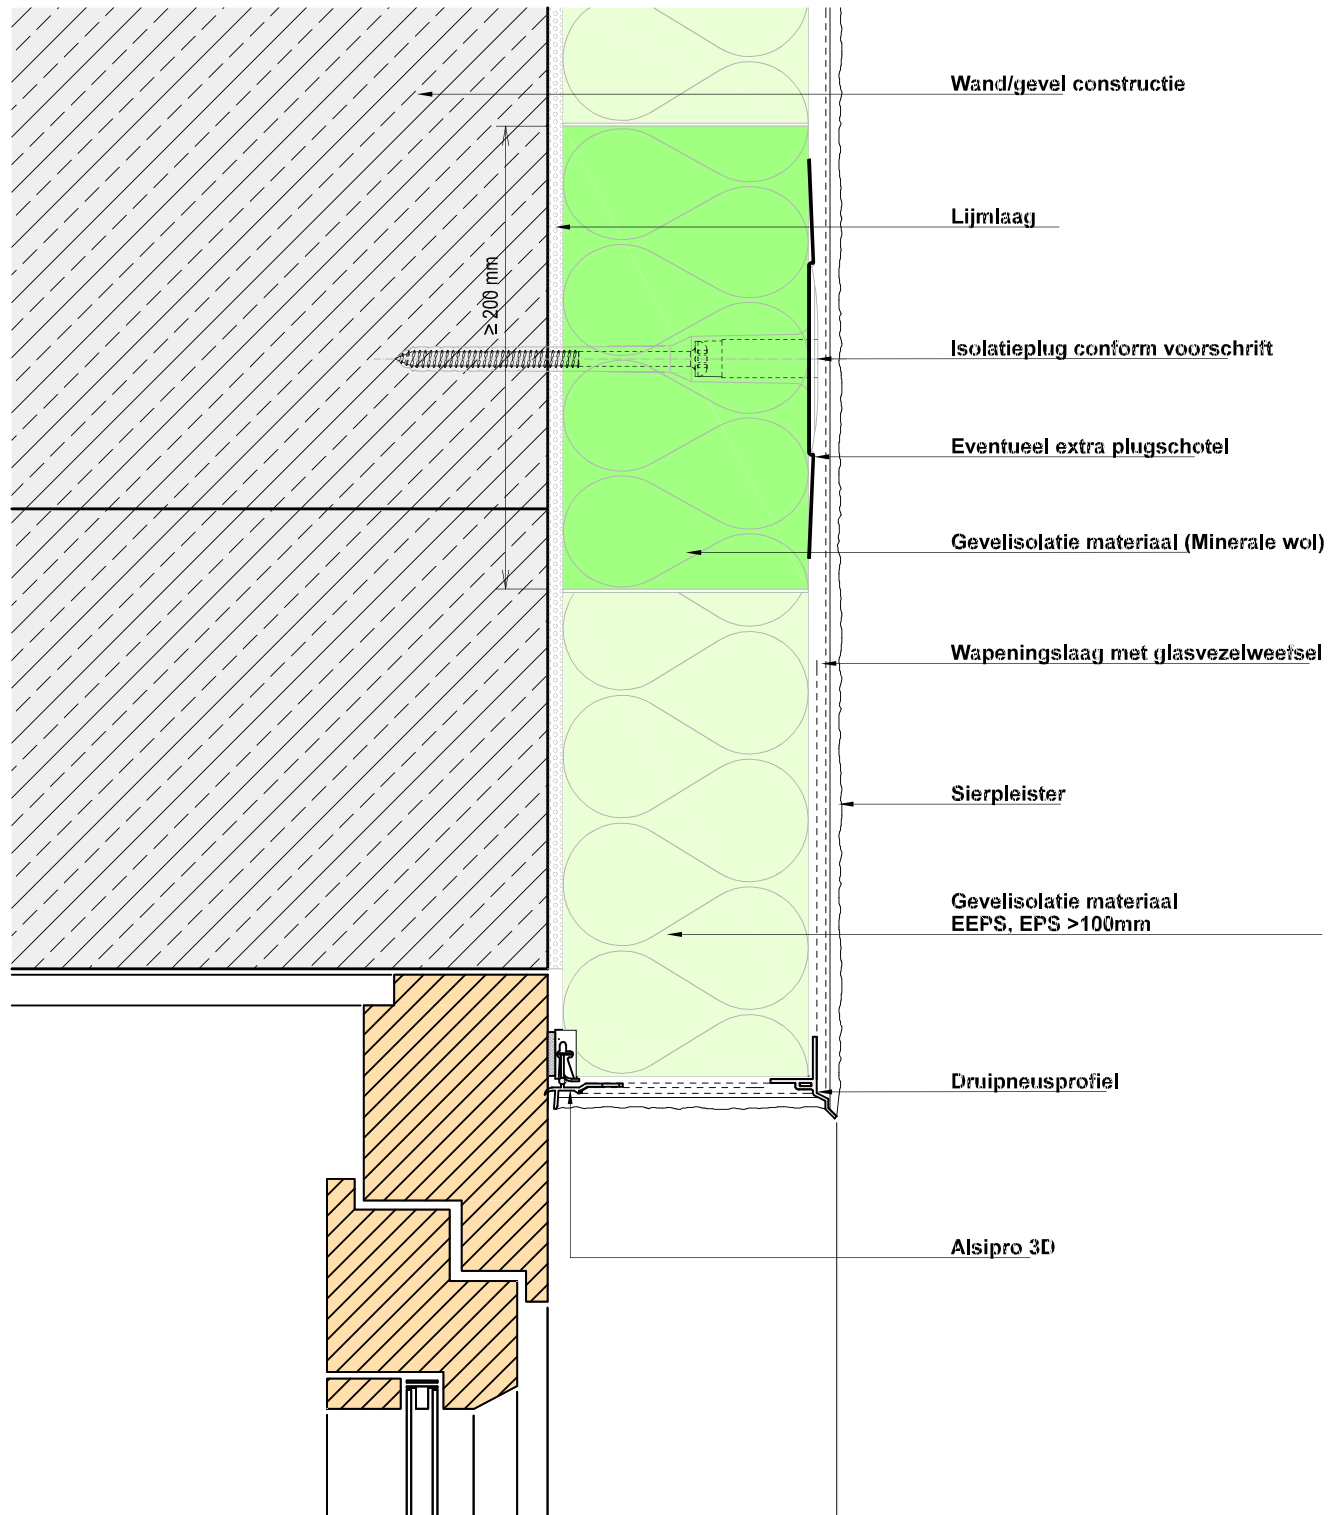 Wand/gevel constructie
Lijmlaag
≥ 200 mm
Isolatieplug conform voorschrift
Eventueel extra plugschotel
Gevelisolatie materiaal (Minerale wol)
Wapeningslaag met glasvezelweefsel
Sierpleister
Gevelisolatie materiaal
EEPS, EPS >100mm
Druipneusprofiel
Alsipro 3D